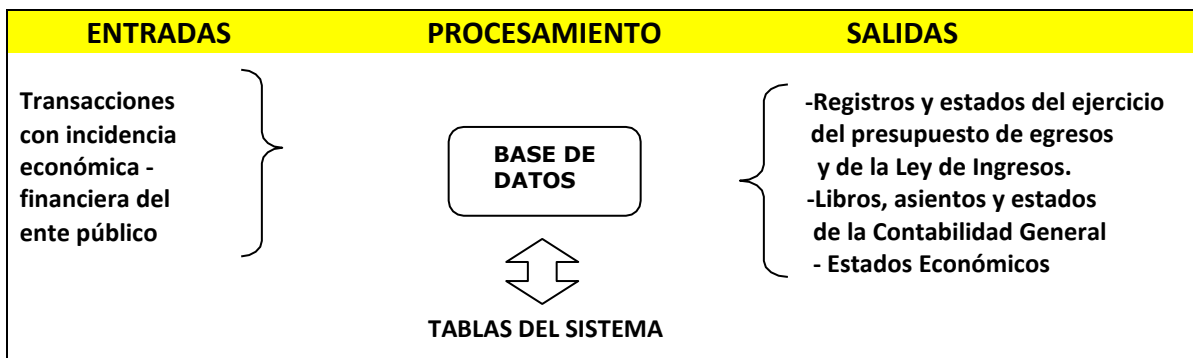 ENTRADAS PROCESAMIENTO SALIDAS
Transacciones
con incidencia
económica -
financiera del
ente público
BASE DE
DATOS
TABLAS DEL SISTEMA
-Registros y estados del ejercicio
del presupuesto de egresos
y de la Ley de Ingresos.
-Libros, asientos y estados
de la Contabilidad General
- Estados Económicos